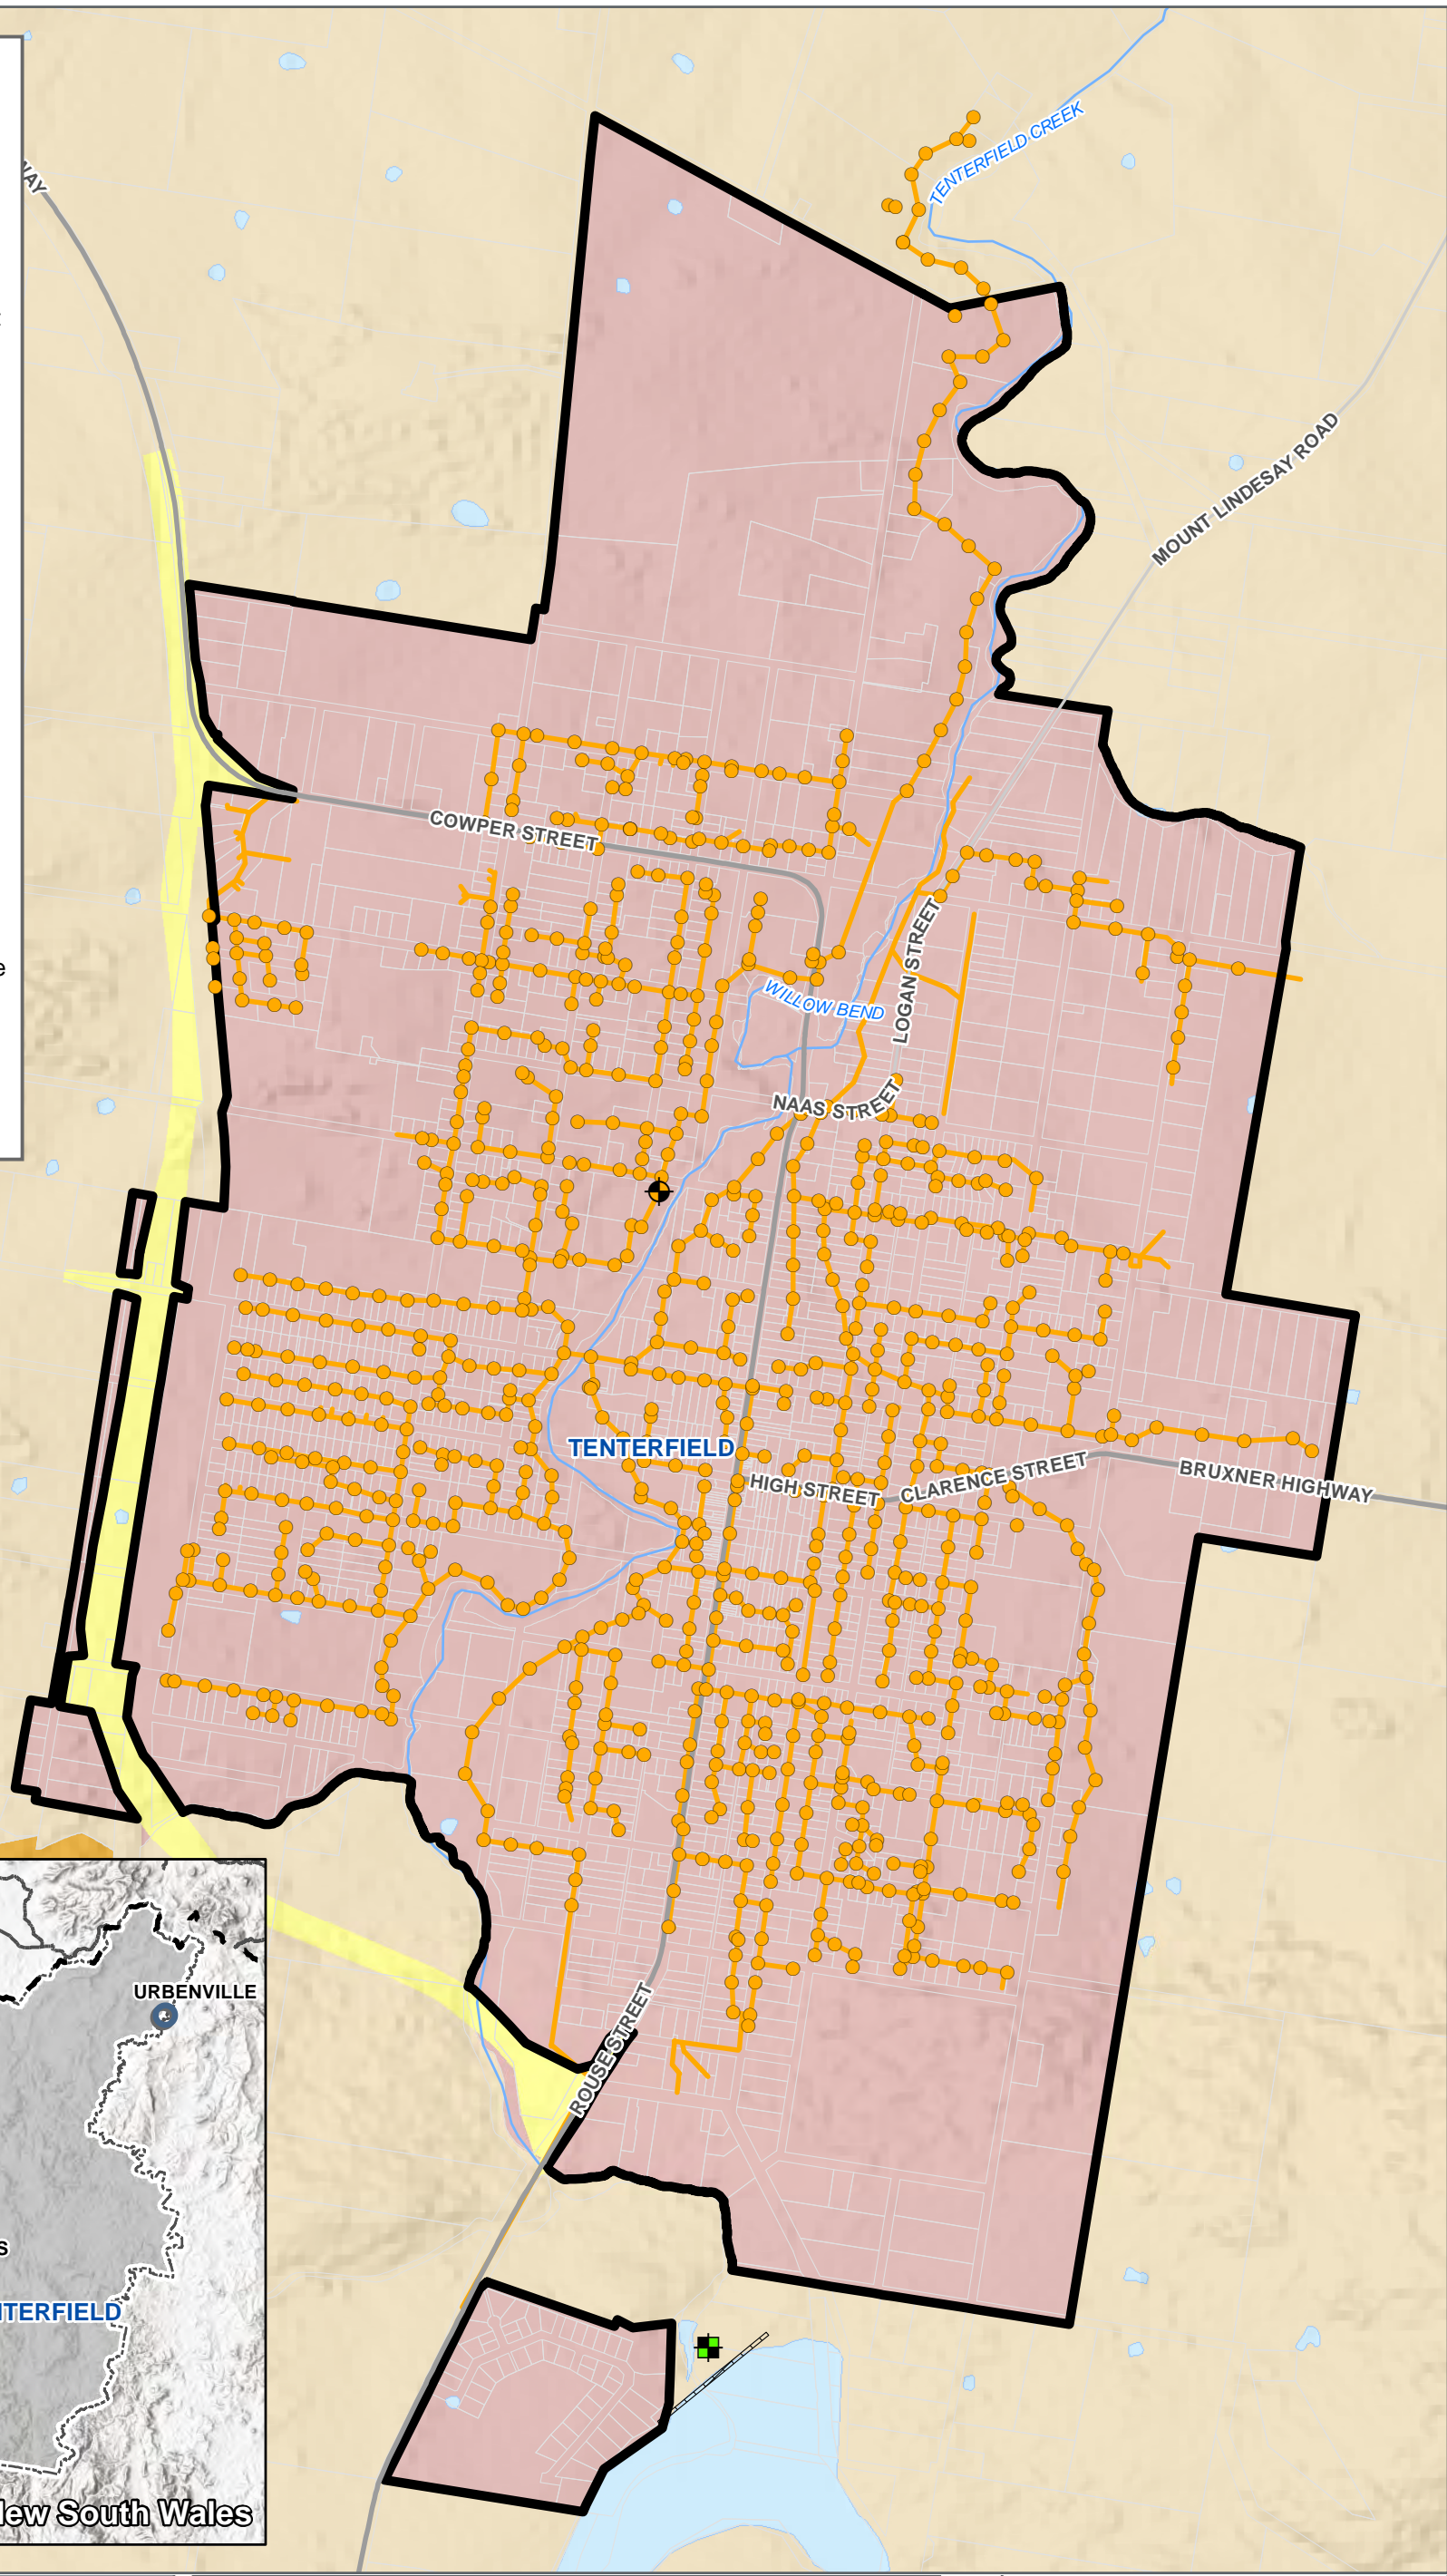 TENTERFIELD CREEK
MOUNT LINDESAY ROAD
COWPER STREET
LOGAN STREET
WILLOW BEND
NAAS STREET
TENTERFIELD
HIGH STREET
CLARENCE STREET
BRUXNER HIGHWAY
ROUSE STREET
URBENVILLE
South Wales